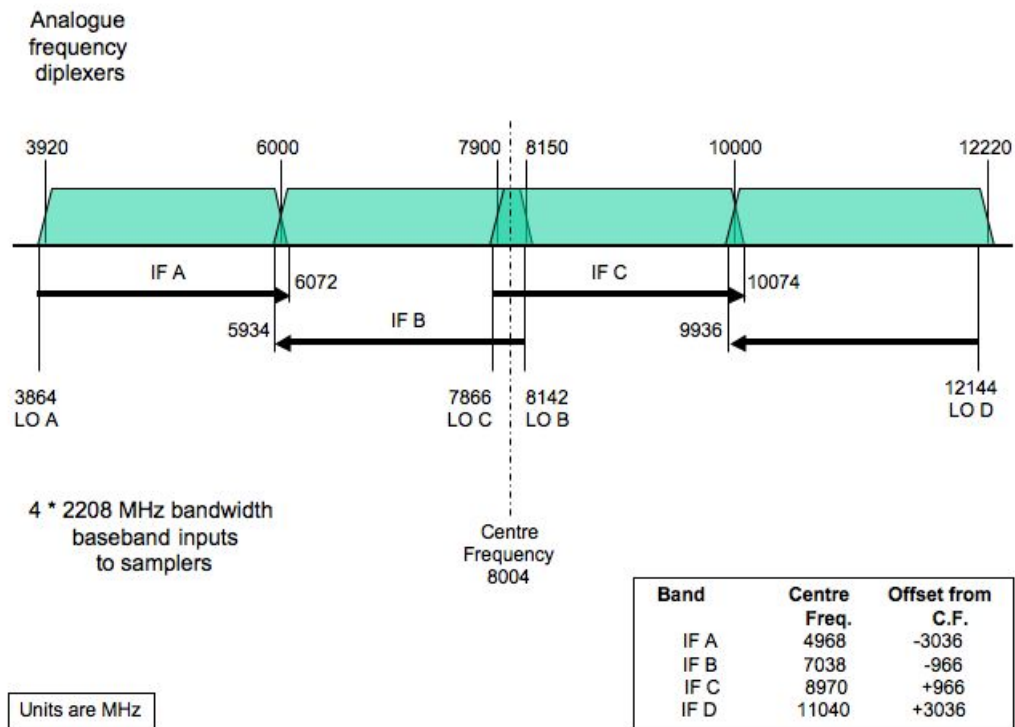 Analogue
frequency
diplexers
3920 6000 7900 8150 10000 12220
IF A 6072 IF C 10074
5934 IF B 9936
3864 7866 8142 12144
LO A LO C LO B LO D
4 * 2208 MHz bandwidth
baseband inputs
to samplers
Centre
Frequency
8004
Band Centre Offset from
Freq. C.F.
IF A 4968 -3036
IF B 7038 -966
IF C 8970 +966
IF D 11040 +3036
Units are MHz